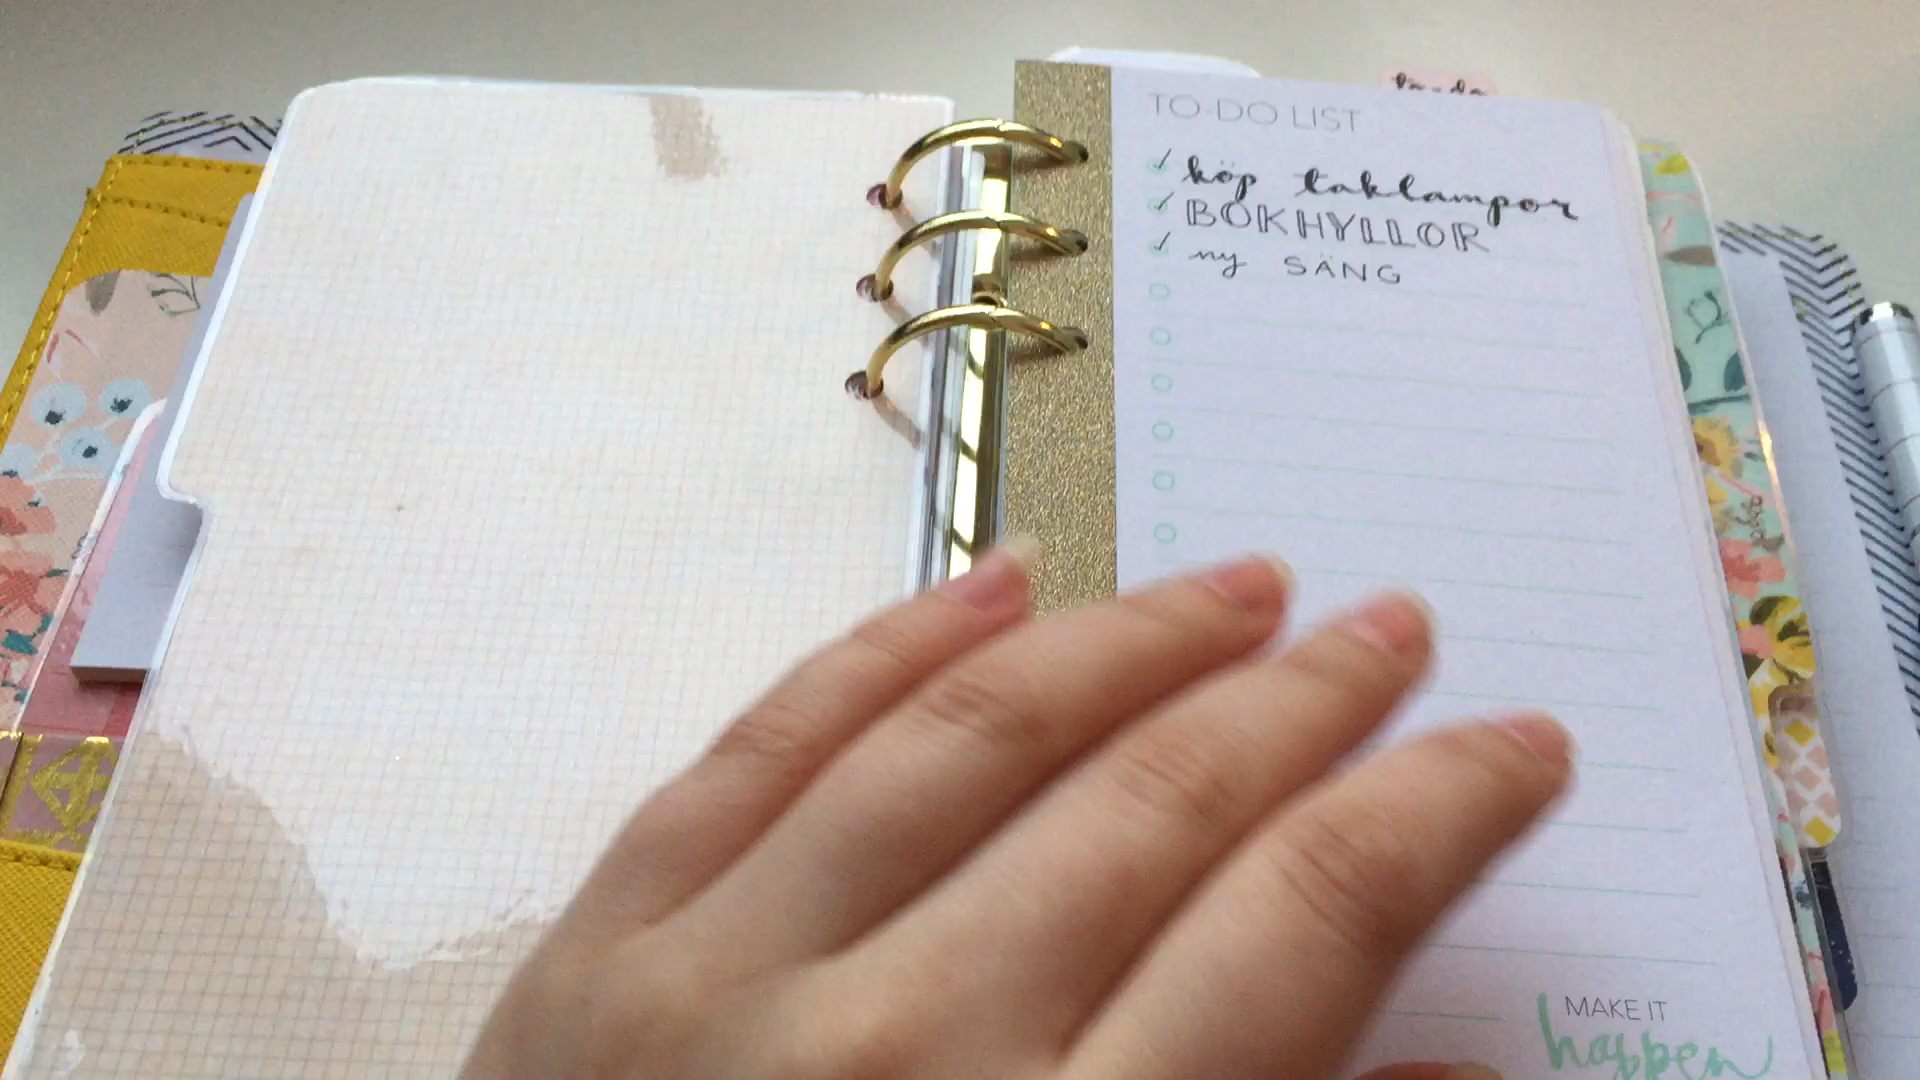 TO-DO LIST
köp taklampor
BOKHYLLOR
ny SÄNG
MAKE IT
happen